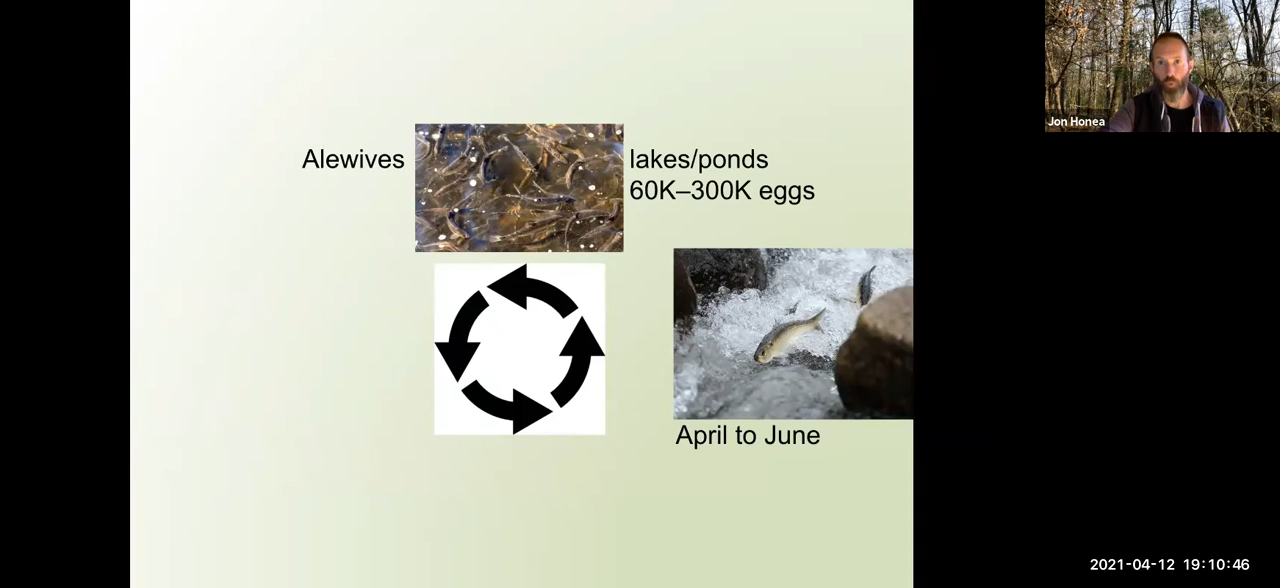 Jon Honea
Alewives
lakes/ponds
60K–300K eggs
April to June
2021-04-12 19:10:46